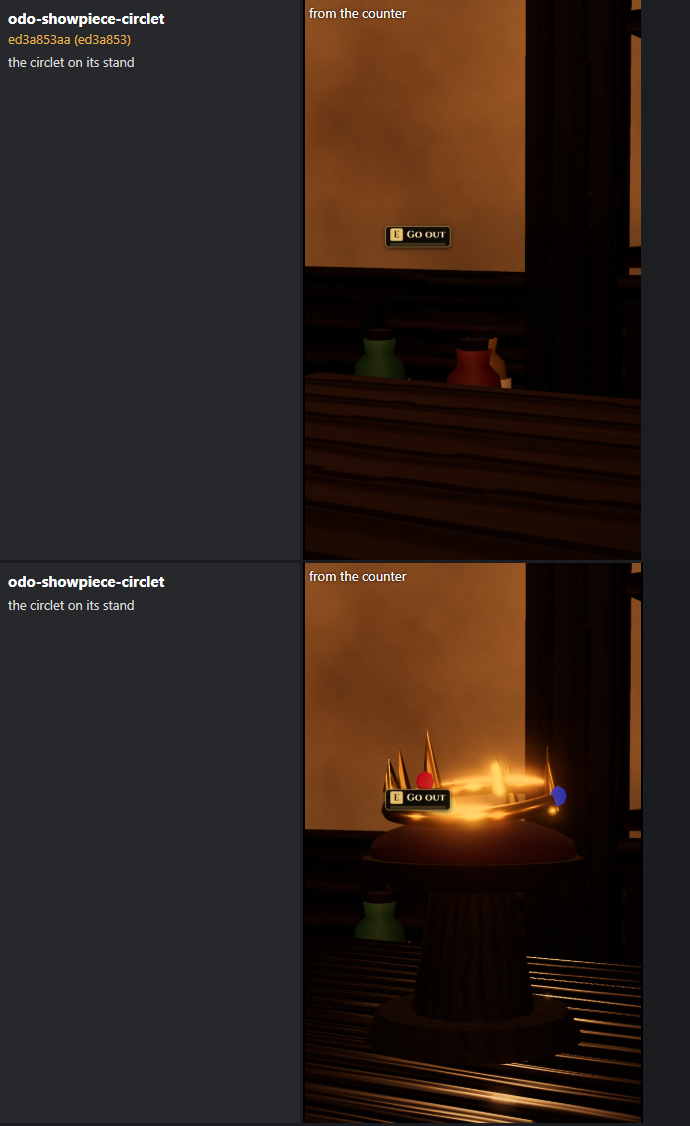 odo-showpiece-circlet
ed3a853aa (ed3a853)
the circlet on its stand
from the counter
E GO OUT
odo-showpiece-circlet
the circlet on its stand
from the counter
E GO OUT